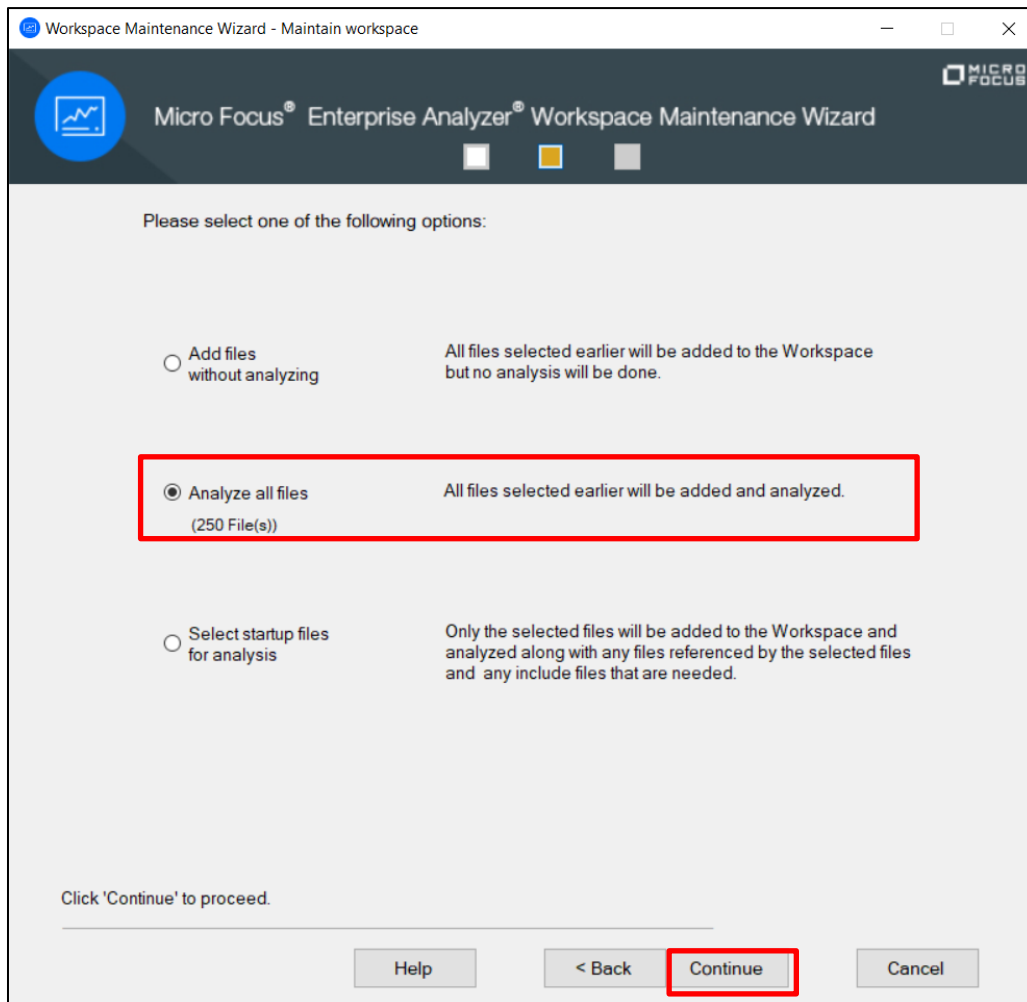 Workspace Maintenance Wizard - Maintain workspace
MICRO
FOCUS
Micro Focus® Enterprise Analyzer® Workspace Maintenance Wizard
Please select one of the following options:
Add files
without analyzing
All files selected earlier will be added to the Workspace
but no analysis will be done.
Analyze all files
(250 File(s))
All files selected earlier will be added and analyzed.
Select startup files
for analysis
Only the selected files will be added to the Workspace and
analyzed along with any files referenced by the selected files
and any include files that are needed.
Click 'Continue' to proceed.
Help
< Back
Continue
Cancel